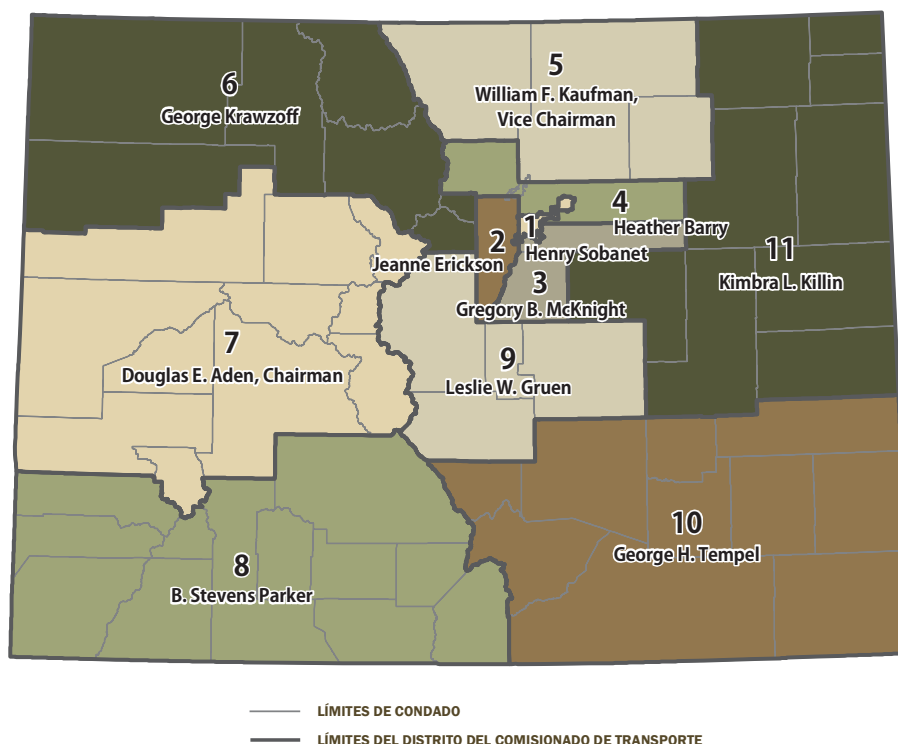 6
George Krawzoff
5
William F. Kaufman,
Vice Chairman
4
Heather Barry
1
Henry Sobanet
2
Jeanne Erickson
3
Gregory B. McKnight
11
Kimbra L. Killin
7
Douglas E. Aden, Chairman
9
Leslie W. Gruen
10
George H. Tempel
8
B. Stevens Parker
LÍMITES DE CONDADO
LÍMITES DEL DISTRITO DEL COMISIONADO DE TRANSPORTE